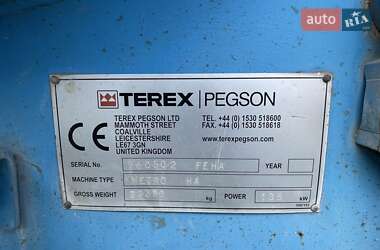 auto RIA
TEREX PEGSON
CE
TEREX PEGSON LTD
MAMMOTH STREET
COALVILLE
LEICESTERSHIRE
LE67 3GN
UNITED KINGDOM
TEL. +44 (0) 1530 518600
FAX. +44 (0) 1530 518618
www.terexpegson.com
SERIAL No.
YEAR
MACHINE TYPE
GROSS WEIGHT
kg
POWER
kW